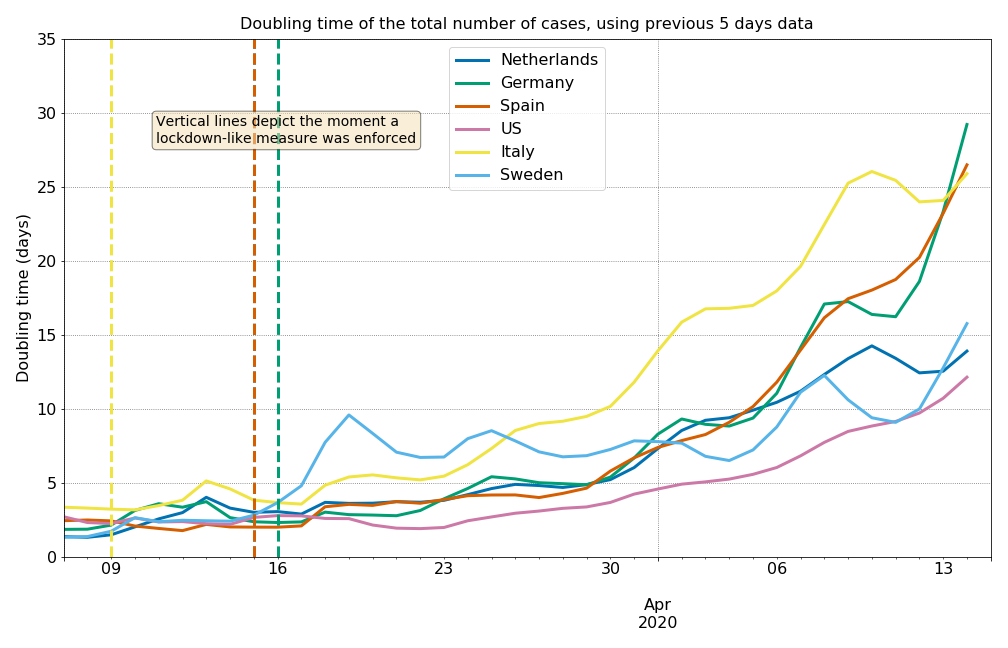 Doubling time of the total number of cases, using previous 5 days data
Doubling time (days)
35
30
25
20
15
10
5
0
Vertical lines depict the moment a
lockdown-like measure was enforced
Netherlands
Germany
Spain
US
Italy
Sweden
09
16
23
30
06
13
Apr
2020